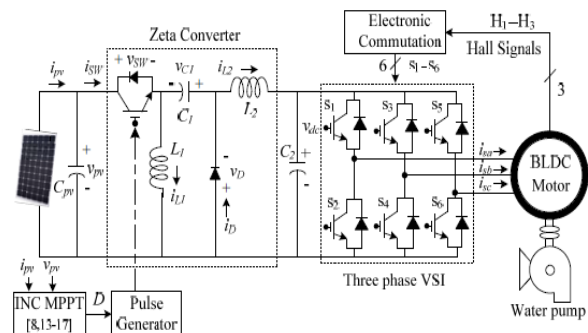 Zeta Converter
Electronic
Commutation
H1–H3
Hall Signals
6
s1–s6
3
ipv
iSW
vSW
-
vC1
+
-
C1
iL2
L2
s1
s3
s5
vdc
+
vpv
-
Cpv
L1
iL1
-
vD
+
iD
C2
+
-
isa
isb
isc
BLDC
Motor
s2
s4
s6
Three phase VSI
Water pump
ipv
vpv
INC MPPT
[8,13-17]
D
Pulse
Generator